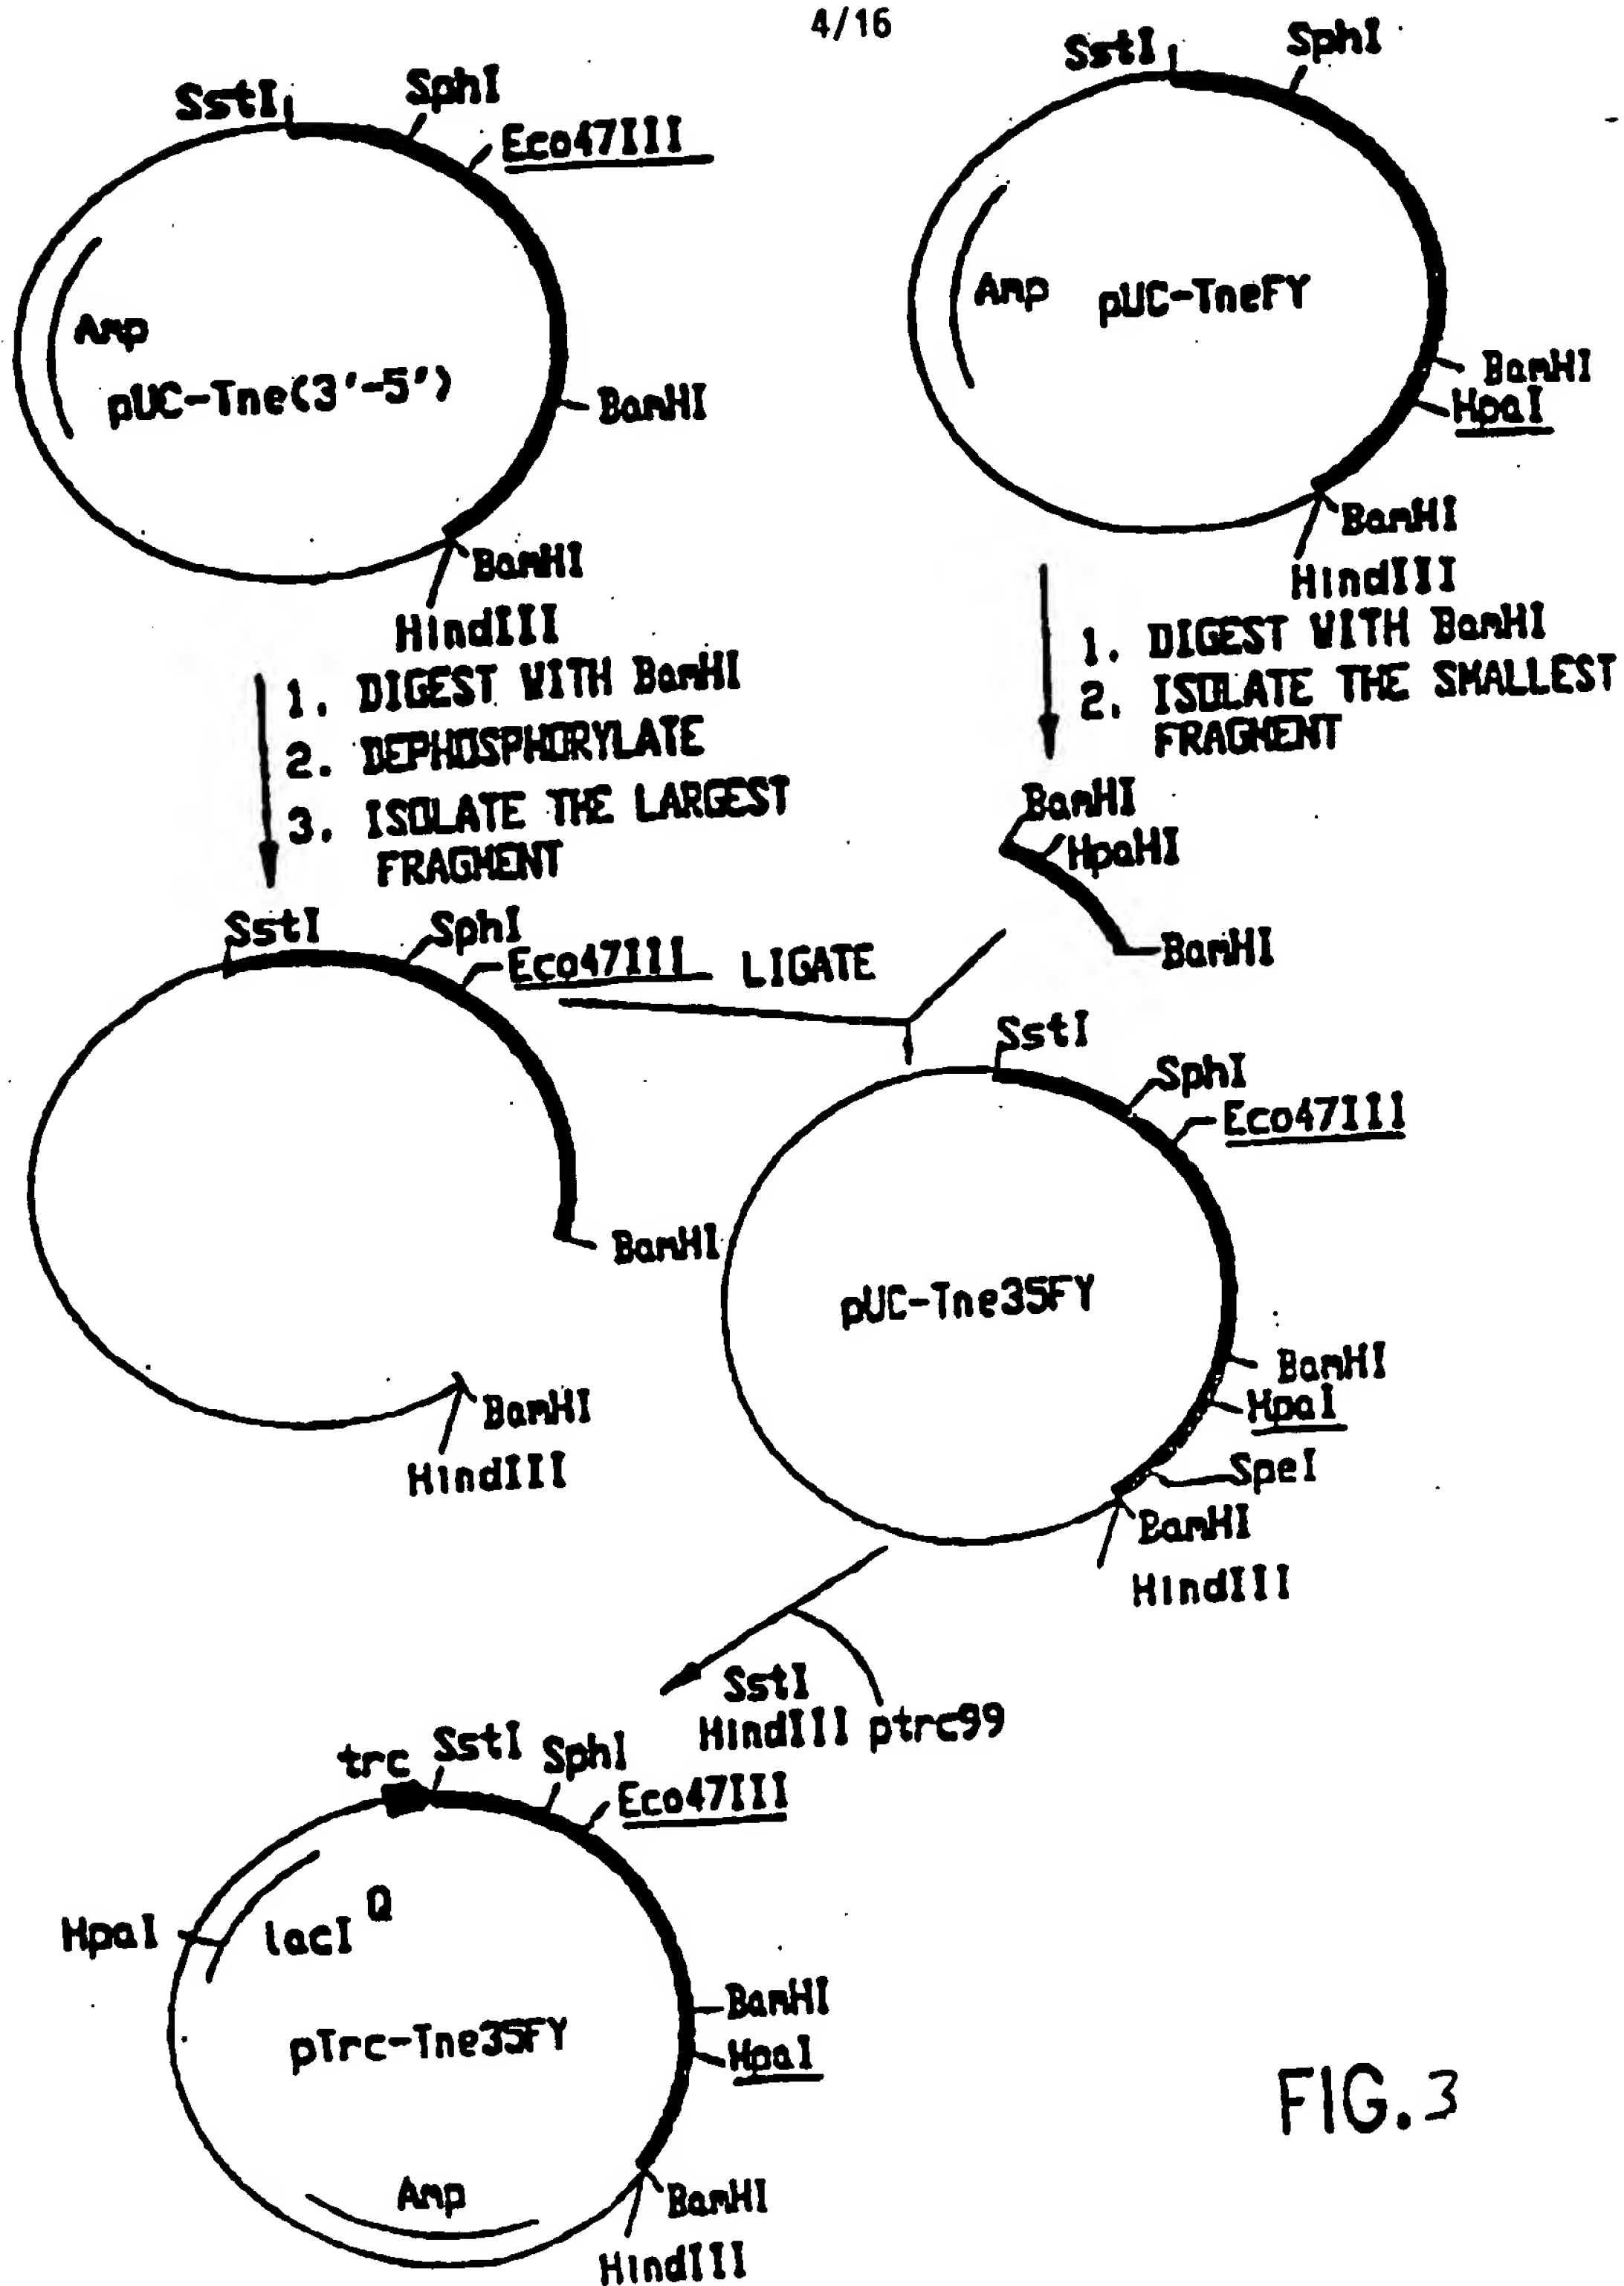 4/16
SstI
SphI
Eco47III
Amp
pUC-Tne(3'-5')
BamHI
BamHI
HindIII
SstI
SphI
Amp
pUC-TneFY
BamHI
HpaI
BamHI
HindIII
1. DIGEST WITH BamHI
2. DEPHOSPHORYLATE
3. ISOLATE THE LARGEST
FRAGMENT
1. DIGEST WITH BamHI
2. ISOLATE THE SMALLEST
FRAGMENT
BamHI
HpaHI
BamHI
SstI
SphI
Eco47III
LIGATE
BamHI
BamHI
HindIII
SstI
SphI
Eco47III
pUC-Tne35FY
BamHI
HpaI
SpeI
BamHI
HindIII
SstI
HindIII ptrc99
trc
SstI
SphI
Eco47III
HpaI
lacI Q
pTrc-Tne35FY
BamHI
HpaI
Amp
BamHI
HindIII
FIG.3